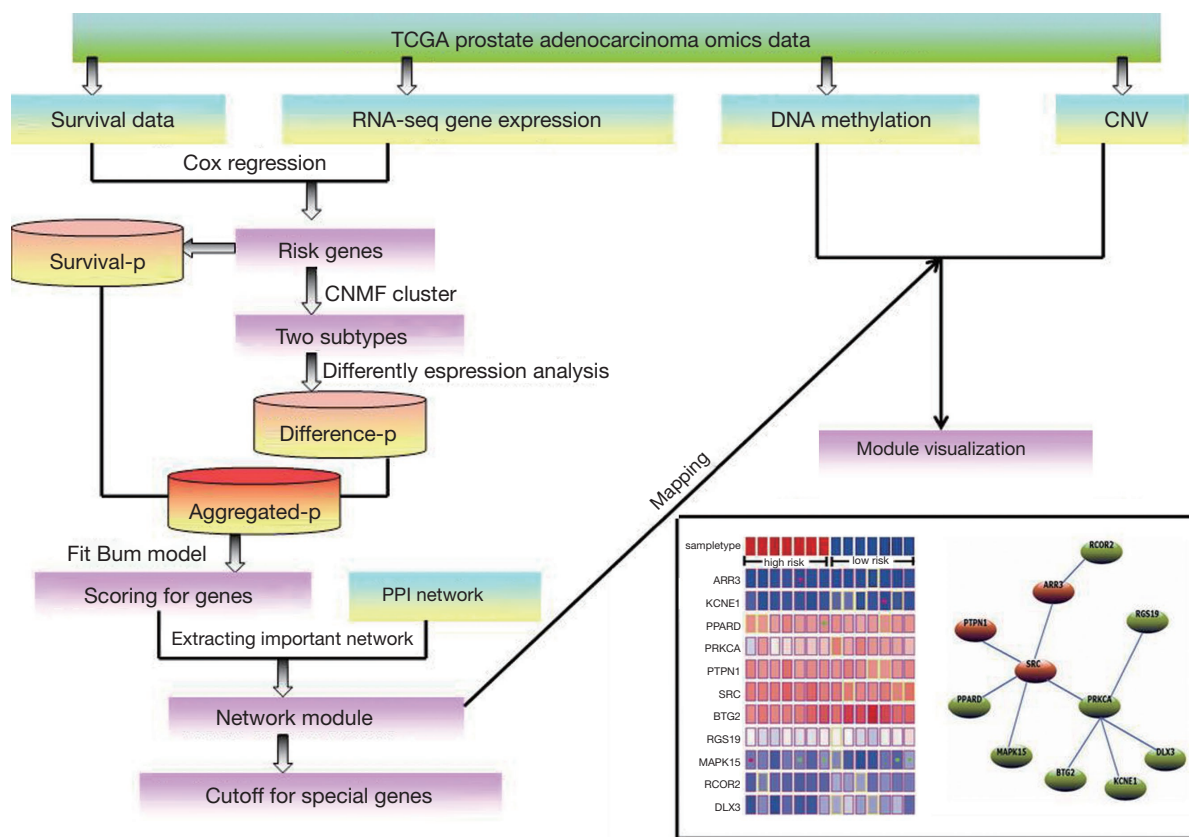 TCGA prostate adenocarcinoma omics data
Survival data
RNA-seq gene expression
DNA methylation
CNV
Cox regression
Survival-p
Risk genes
CNMF cluster
Two subtypes
Differently espression analysis
Difference-p
Module visualization
Mapping
Aggregated-p
Fit Bum model
Scoring for genes
PPI network
Extracting important network
Network module
Cutoff for special genes
sampletype
high risk
low risk
ARR3
KCNE1
PPARD
PRKCA
PTPN1
SRC
BTG2
RGS19
MAPK15
RCOR2
DLX3
RCOR2
ARR3
RGS19
PTPN1
SRC
PPARD
PRKCA
MAPK15
BTG2
KCNE1
DLX3